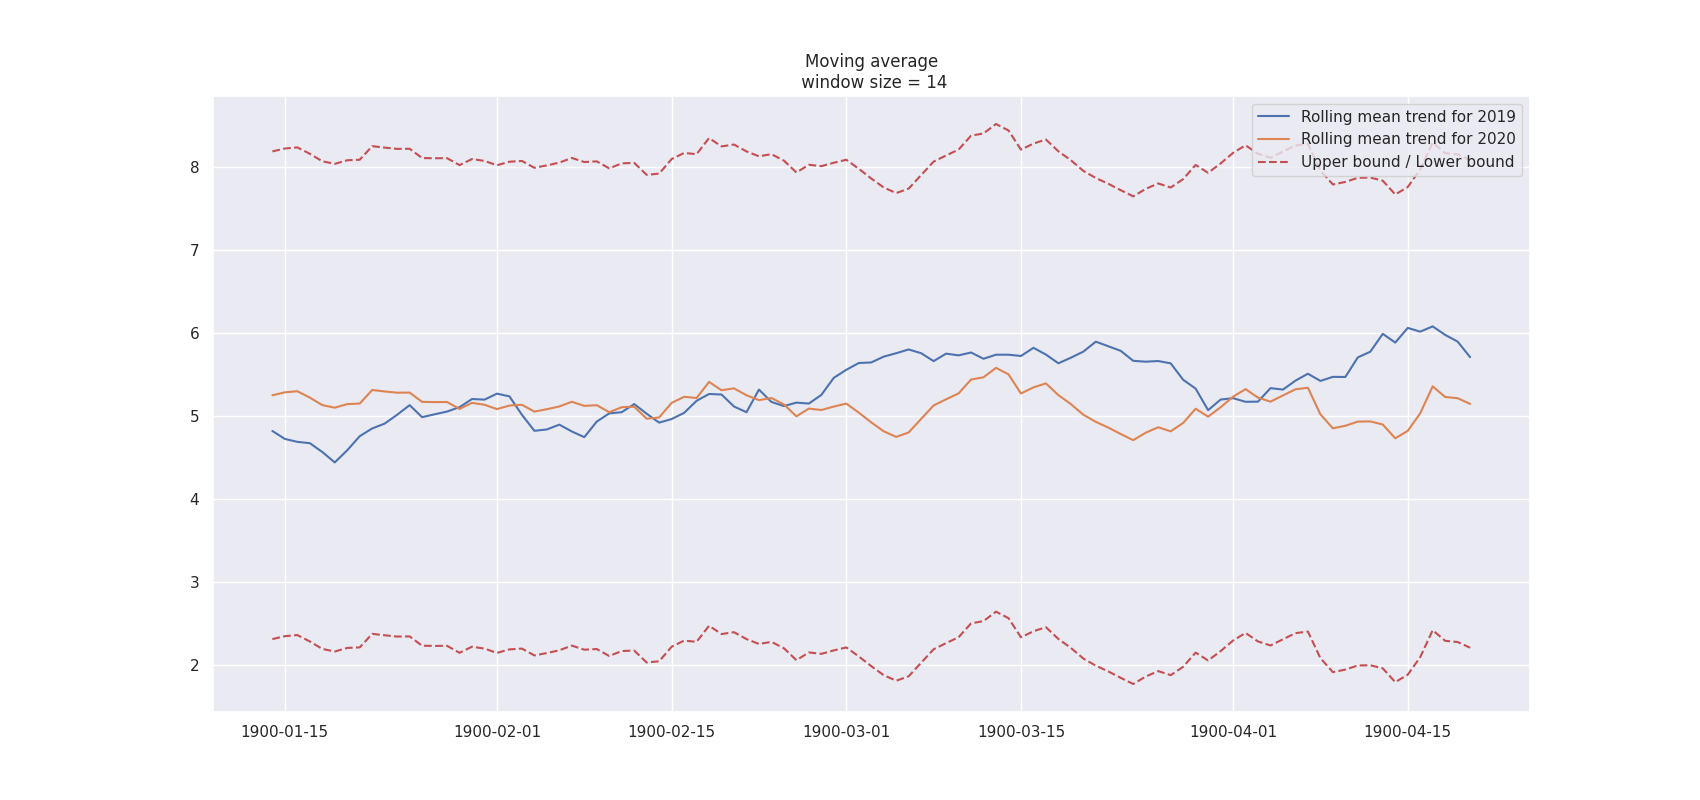 Moving average
window size = 14
Rolling mean trend for 2019
Rolling mean trend for 2020
Upper bound / Lower bound
8
7
6
5
4
3
2
1900-01-15
1900-02-01
1900-02-15
1900-03-01
1900-03-15
1900-04-01
1900-04-15